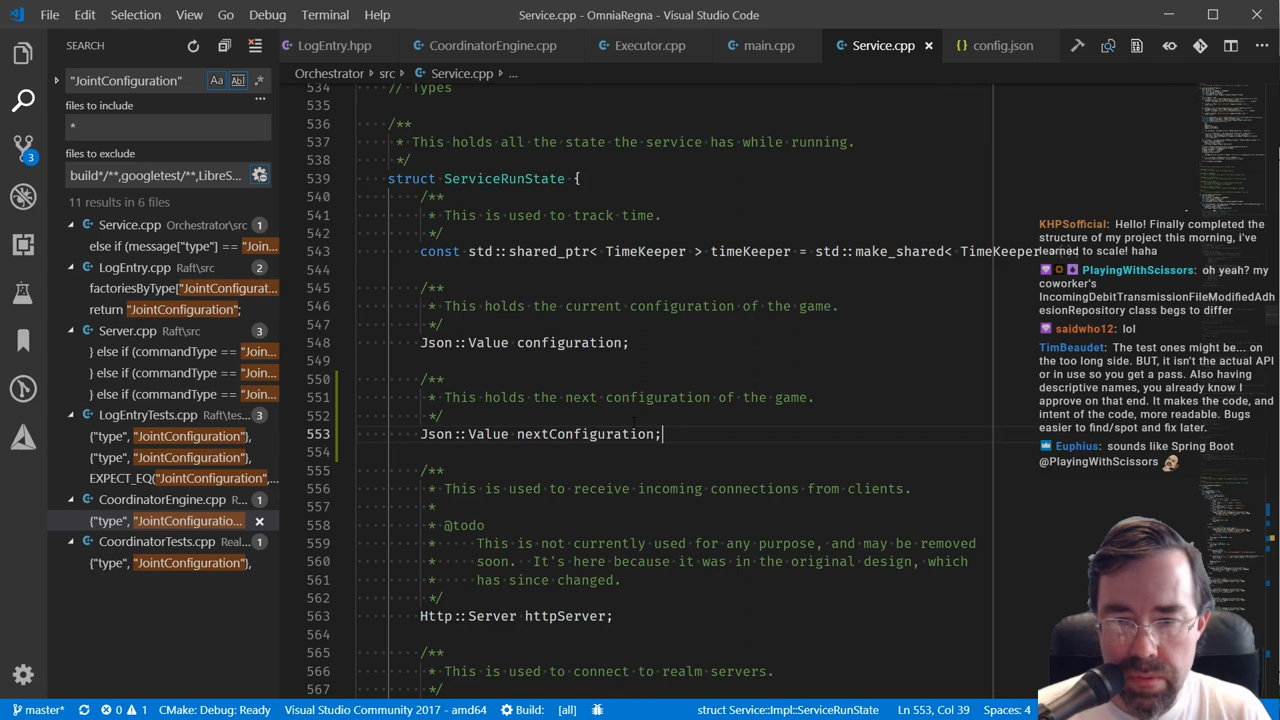 File Edit Selection View Go Debug Terminal Help Service.cpp - OmniaRegna - Visual Studio Code
SEARCH
LogEntry.hpp CoordinatorEngine.cpp Executor.cpp main.cpp Service.cpp config.json
"JointConfiguration" Aa Abl .*
files to include
*
files to exclude
build*/**,googletest/**,LibreS...
11 results in 6 files
Service.cpp Orchestrator\src 1
else if (message["type"] == "Join...
LogEntry.cpp Raft\src 2
factoriesByType["JointConfigurat...
return "JointConfiguration";
Server.cpp Raft\src 3
} else if (commandType == "Join...
} else if (commandType == "Join...
} else if (commandType == "Join...
LogEntryTests.cpp Raft\tes... 3
{"type", "JointConfiguration"},
{"type", "JointConfiguration"},
EXPECT_EQ("JointConfiguration",...
CoordinatorEngine.cpp R... 1
{"type", "JointConfiguratio...
CoordinatorTests.cpp Real... 1
{"type", "JointConfiguration"},
3
Orchestrator > src > Service.cpp > ...
534 // Types
535
536 /**
537 * This holds all the state the service has while running.
538 */
539 struct ServiceRunState {
540 /**
541 * This is used to track time.
542 */
543 const std::shared_ptr< TimeKeeper > timeKeeper = std::make_shared< TimeKeeper
544
545 /**
546 * This holds the current configuration of the game.
547 */
548 Json::Value configuration;
549
550 /**
551 * This holds the next configuration of the game.
552 */
553 Json::Value nextConfiguration;
554
555 /**
556 * This is used to receive incoming connections from clients.
557 *
558 * @todo
559 * This is not currently used for any purpose, and may be removed
560 * soon. It's here because it was in the original design, which
561 * has since changed.
562 */
563 Http::Server httpServer;
564
565 /**
566 * This is used to connect to realm servers.
567 */
KHPSofficial: Hello! Finally completed the
structure of my project this morning, i've
learned to scale! haha
PlayingWithScissors: oh yeah? my
coworker's
IncomingDebitTransmissionFileModifiedAdh
esionRepository class begs to differ
saidwho12: lol
TimBeaudet: The test ones might be... on
the too long side. BUT, it isn't the actual API
or in use so you get a pass. Also having
descriptive names, you already know I
approve on that end. It makes the code, and
intent of the code, more readable. Bugs
easier to find/spot and fix later.
Euphius: sounds like Spring Boot
@PlayingWithScissors
master* 0 1 CMake: Debug: Ready Visual Studio Community 2017 - amd64 Build: [all] struct Service::Impl::ServiceRunState Ln 553, Col 39 Spaces: 4